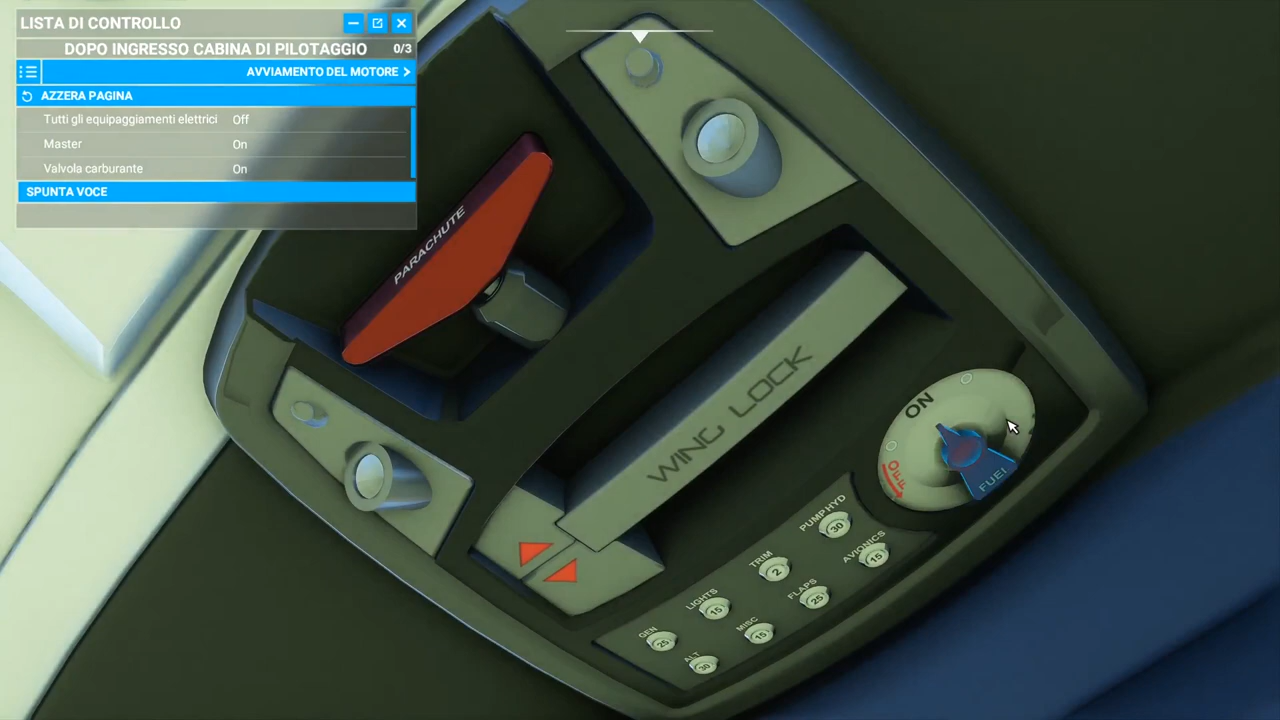 LISTA DI CONTROLLO
DOPO INGRESSO CABINA DI PILOTAGGIO 0/3
AVVIAMENTO DEL MOTORE
AZZERA PAGINA
Tutti gli equipaggiamenti elettrici Off
Master On
Valvola carburante On
SPUNTA VOCE
PARACHUTE
WING LOCK
ON
OFF
FUEL
PUMP HYD
30
AVIONICS
15
TRIM
2
FLAPS
25
LIGHTS
15
MISC
15
GEN
25
ALT
30